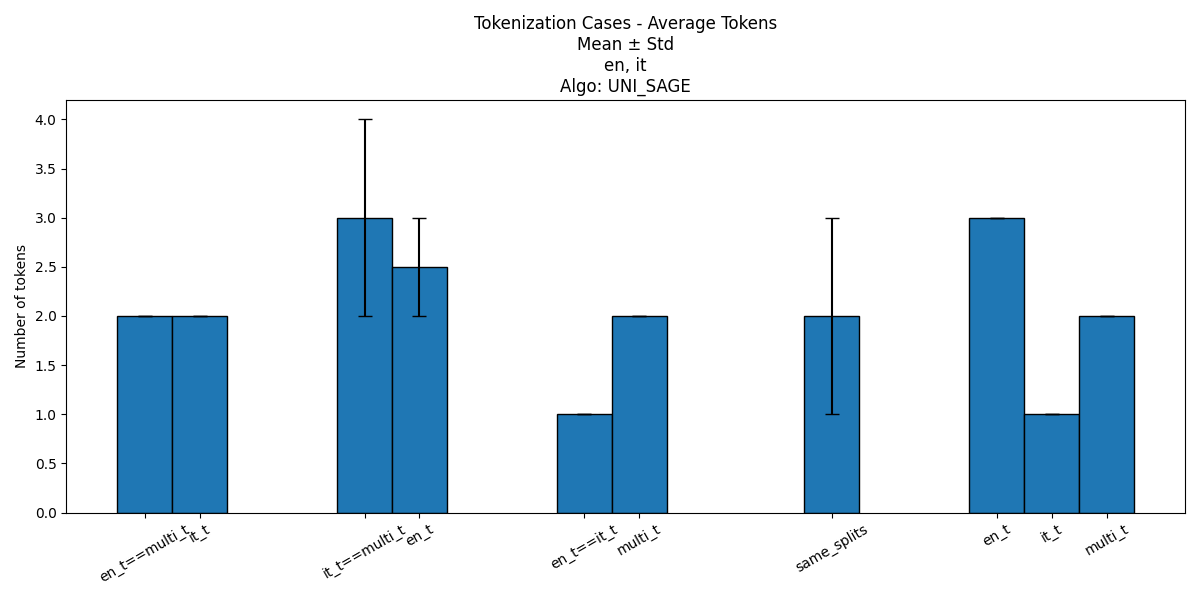 Tokenization Cases - Average Tokens
Mean ± Std
en, it
Algo: UNI_SAGE
Number of tokens
4.0
3.5
3.0
2.5
2.0
1.5
1.0
0.5
0.0
en_t==multi_t
it_t
it_t==multi_t
en_t
en_t==it_t
multi_t
same_splits
en_t
it_t
multi_t